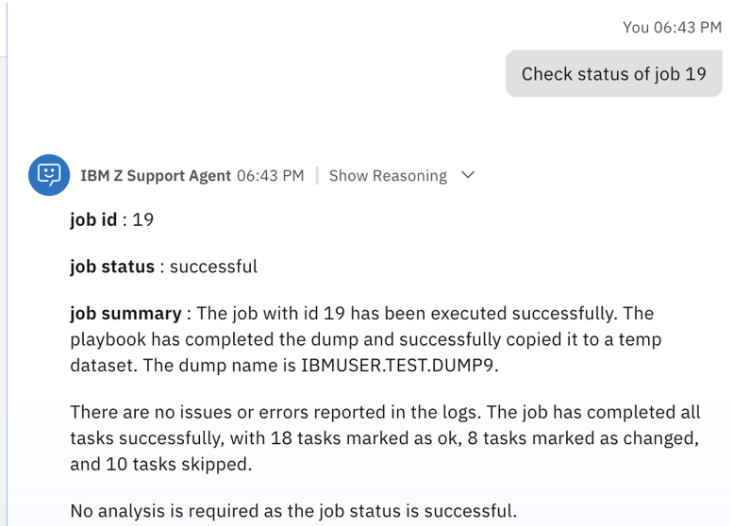 You 06:43 PM
Check status of job 19
IBM Z Support Agent 06:43 PM | Show Reasoning
job id : 19
job status : successful
job summary : The job with id 19 has been executed successfully. The
playbook has completed the dump and successfully copied it to a temp
dataset. The dump name is IBMUSER.TEST.DUMP9.
There are no issues or errors reported in the logs. The job has completed all
tasks successfully, with 18 tasks marked as ok, 8 tasks marked as changed,
and 10 tasks skipped.
No analysis is required as the job status is successful.